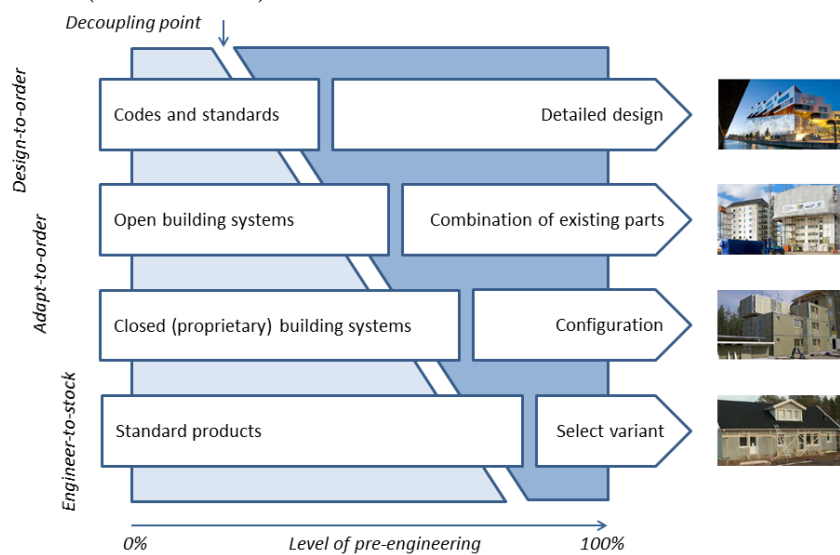 Decoupling point
Design-to-order
Codes and standards
Detailed design
Open building systems
Combination of existing parts
Adapt-to-order
Closed (proprietary) building systems
Configuration
Engineer-to-stock
Standard products
Select variant
0%
Level of pre-engineering
100%